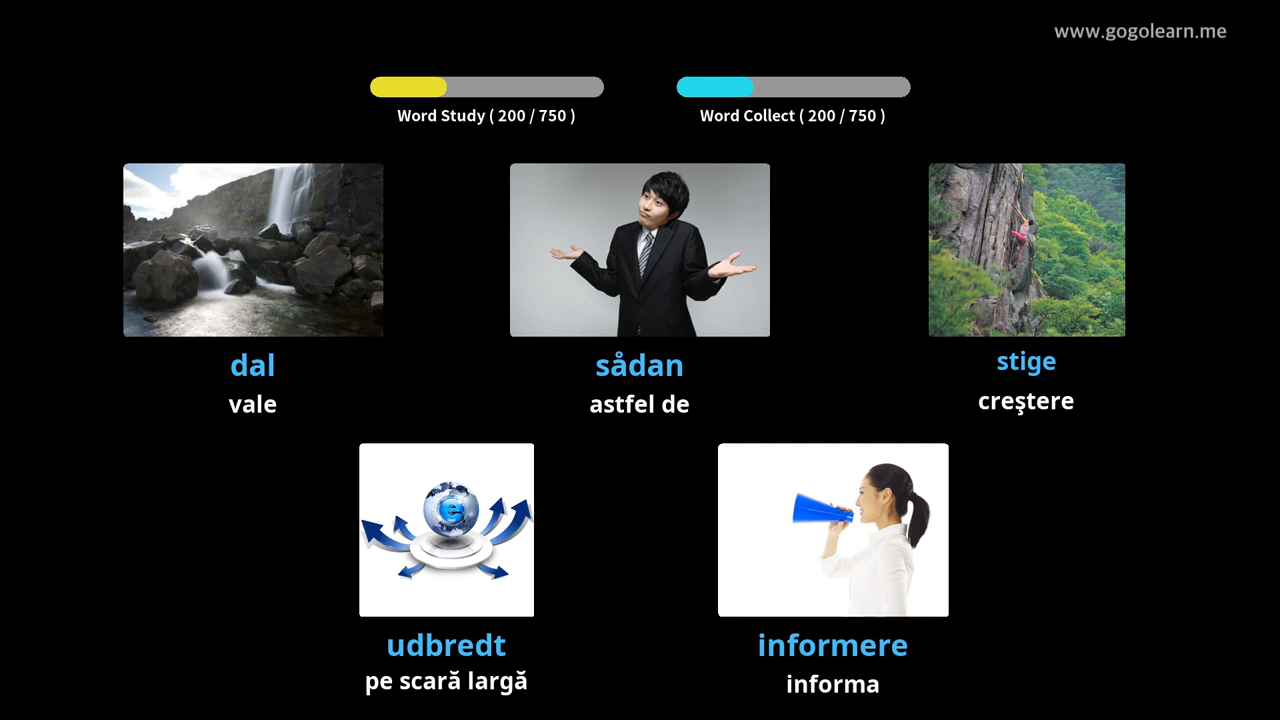 www.gogolearn.me
Word Study ( 200 / 750 )
Word Collect ( 200 / 750 )
dal
vale
sådan
astfel de
stige
creştere
e
udbredt
pe scară largă
informere
informa